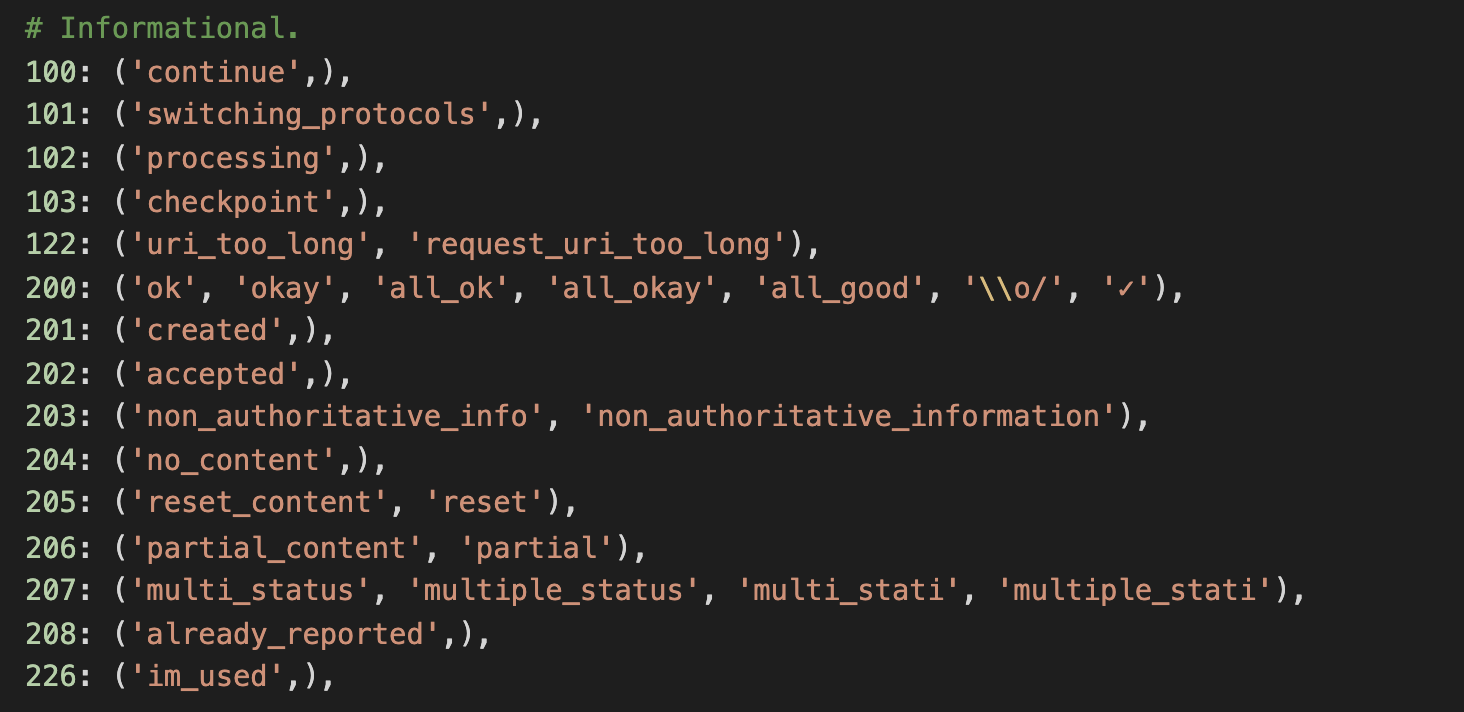 # Informational.
100: ('continue',),
101: ('switching_protocols',),
102: ('processing',),
103: ('checkpoint',),
122: ('uri_too_long', 'request_uri_too_long'),
200: ('ok', 'okay', 'all_ok', 'all_okay', 'all_good', '\\o/', '✓'),
201: ('created',),
202: ('accepted',),
203: ('non_authoritative_info', 'non_authoritative_information'),
204: ('no_content',),
205: ('reset_content', 'reset'),
206: ('partial_content', 'partial'),
207: ('multi_status', 'multiple_status', 'multi_stati', 'multiple_stati'),
208: ('already_reported',),
226: ('im_used',),